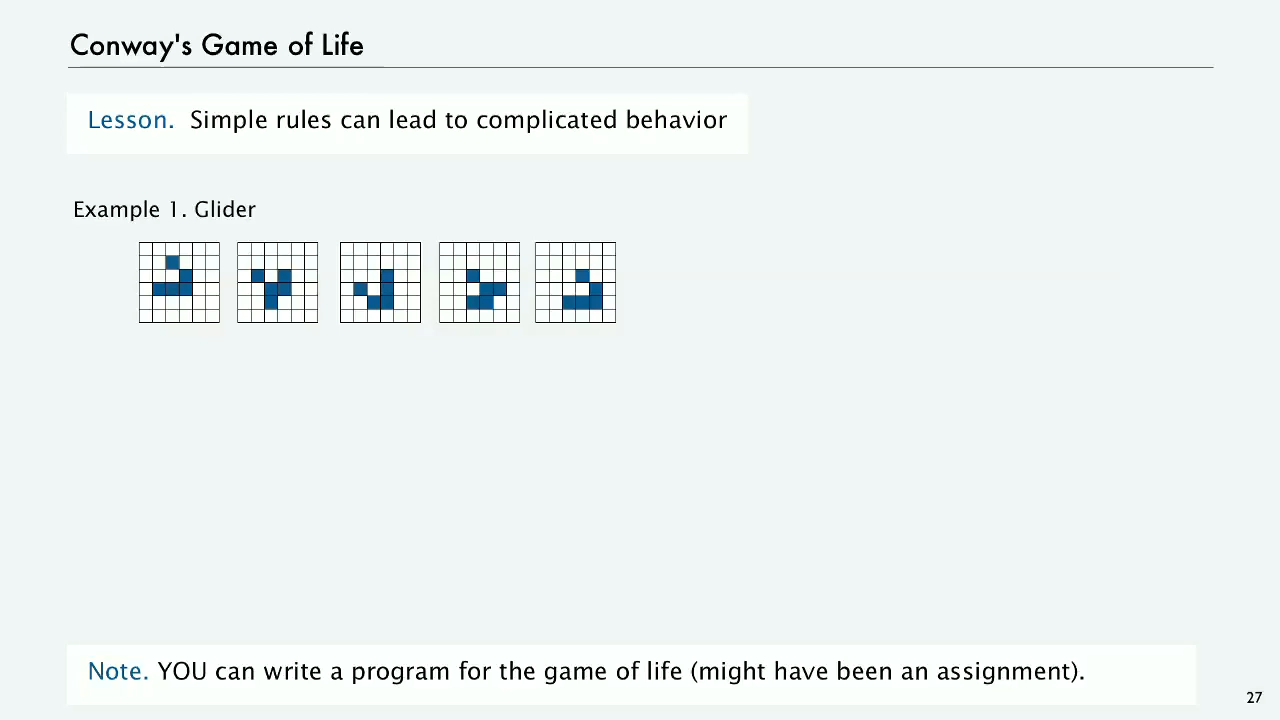 Conway's Game of Life
Lesson. Simple rules can lead to complicated behavior
Example 1. Glider
Note. YOU can write a program for the game of life (might have been an assignment).
27